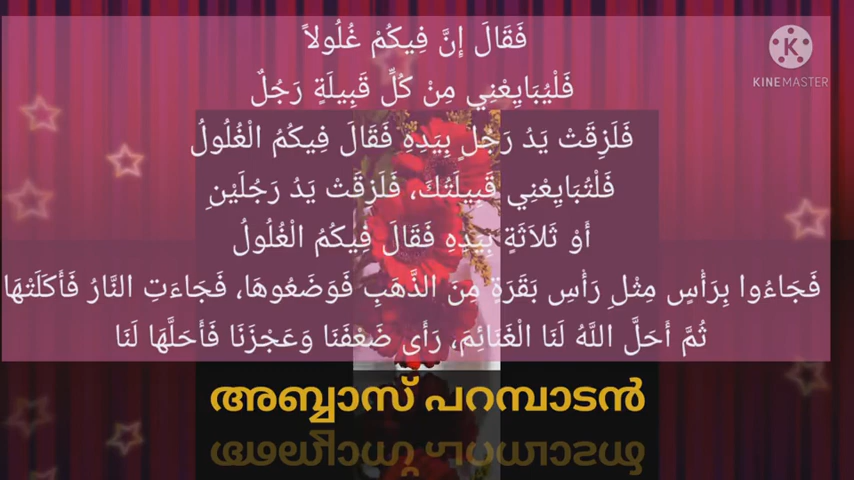 فَقَالَ إِنَّ فِيكُمْ غُلُولاً
فَلْيُبَايِعْنِي مِنْ كُلِّ قَبِيلَةٍ رَجُلٌ
فَلَزِقَتْ يَدُ رَجُلٍ بِيَدِهِ فَقَالَ فِيكُمُ الْغُلُولُ
فَلْتُبَايِعْنِي قَبِيلَتُكَ، فَلَزِقَتْ يَدُ رَجُلَيْنِ
أَوْ ثَلاَثَةٍ بِيَدِهِ فَقَالَ فِيكُمُ الْغُلُولُ
فَجَاءُوا بِرَأْسٍ مِثْلِ رَأْسِ بَقَرَةٍ مِنَ الذَّهَبِ فَوَضَعُوهَا، فَجَاءَتِ النَّارُ فَأَكَلَتْهَا
ثُمَّ أَحَلَّ اللَّهُ لَنَا الْغَنَائِمَ، رَأَى ضَعْفَنَا وَعَجْزَنَا فَأَحَلَّهَا لَنَا
K
KINEMASTER
അബ്ബാസ് പറമ്പാടൻ